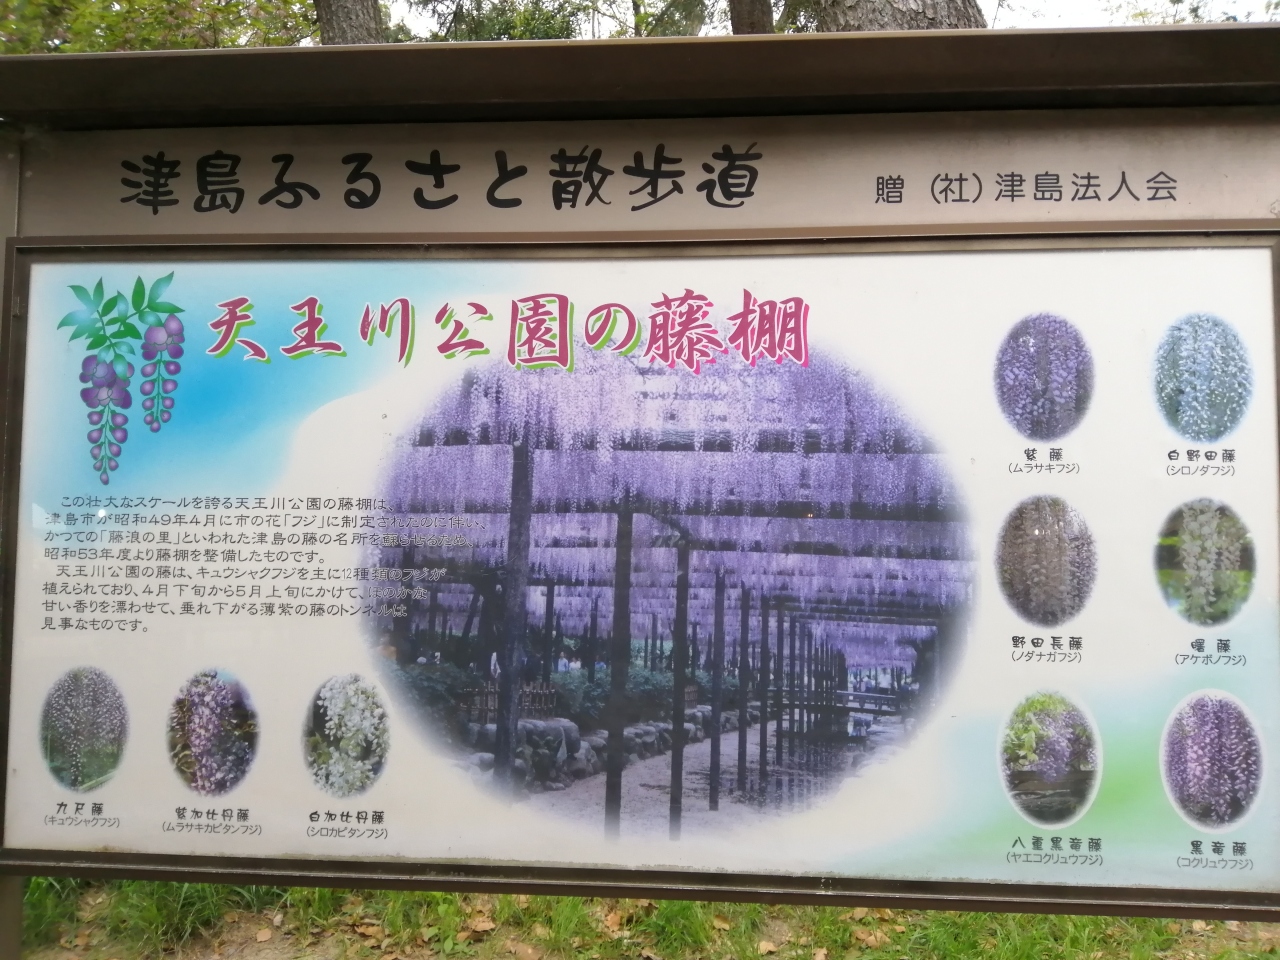 津島ふるさと散歩道
贈 (社)津島法人会
天王川公園の藤棚
この壮大なスケールを誇る天王川公園の藤棚は、
津島市が昭和49年4月に市の花「フジ」に制定されたのに伴い、
かつての「藤浪の里」といわれた津島の藤の名所を蘇らせるため、
昭和53年度より藤棚を整備したものです。
天王川公園の藤は、キュウシャクフジを主に12種類のフジが
植えられており、4月下旬から5月上旬にかけて、ほのかな
甘い香りを漂わせて、垂れ下がる薄紫の藤のトンネルは
見事なものです。
紫藤
(ムラサキフジ)
白野田藤
(シロノダフジ)
野田長藤
(ノダナガフジ)
曙藤
(アケボノフジ)
九尺藤
(キュウシャクフジ)
紫加比丹藤
(ムラサキカピタンフジ)
白加比丹藤
(シロカピタンフジ)
八重黒竜藤
(ヤエコクリュウフジ)
黒竜藤
(コクリュウフジ)